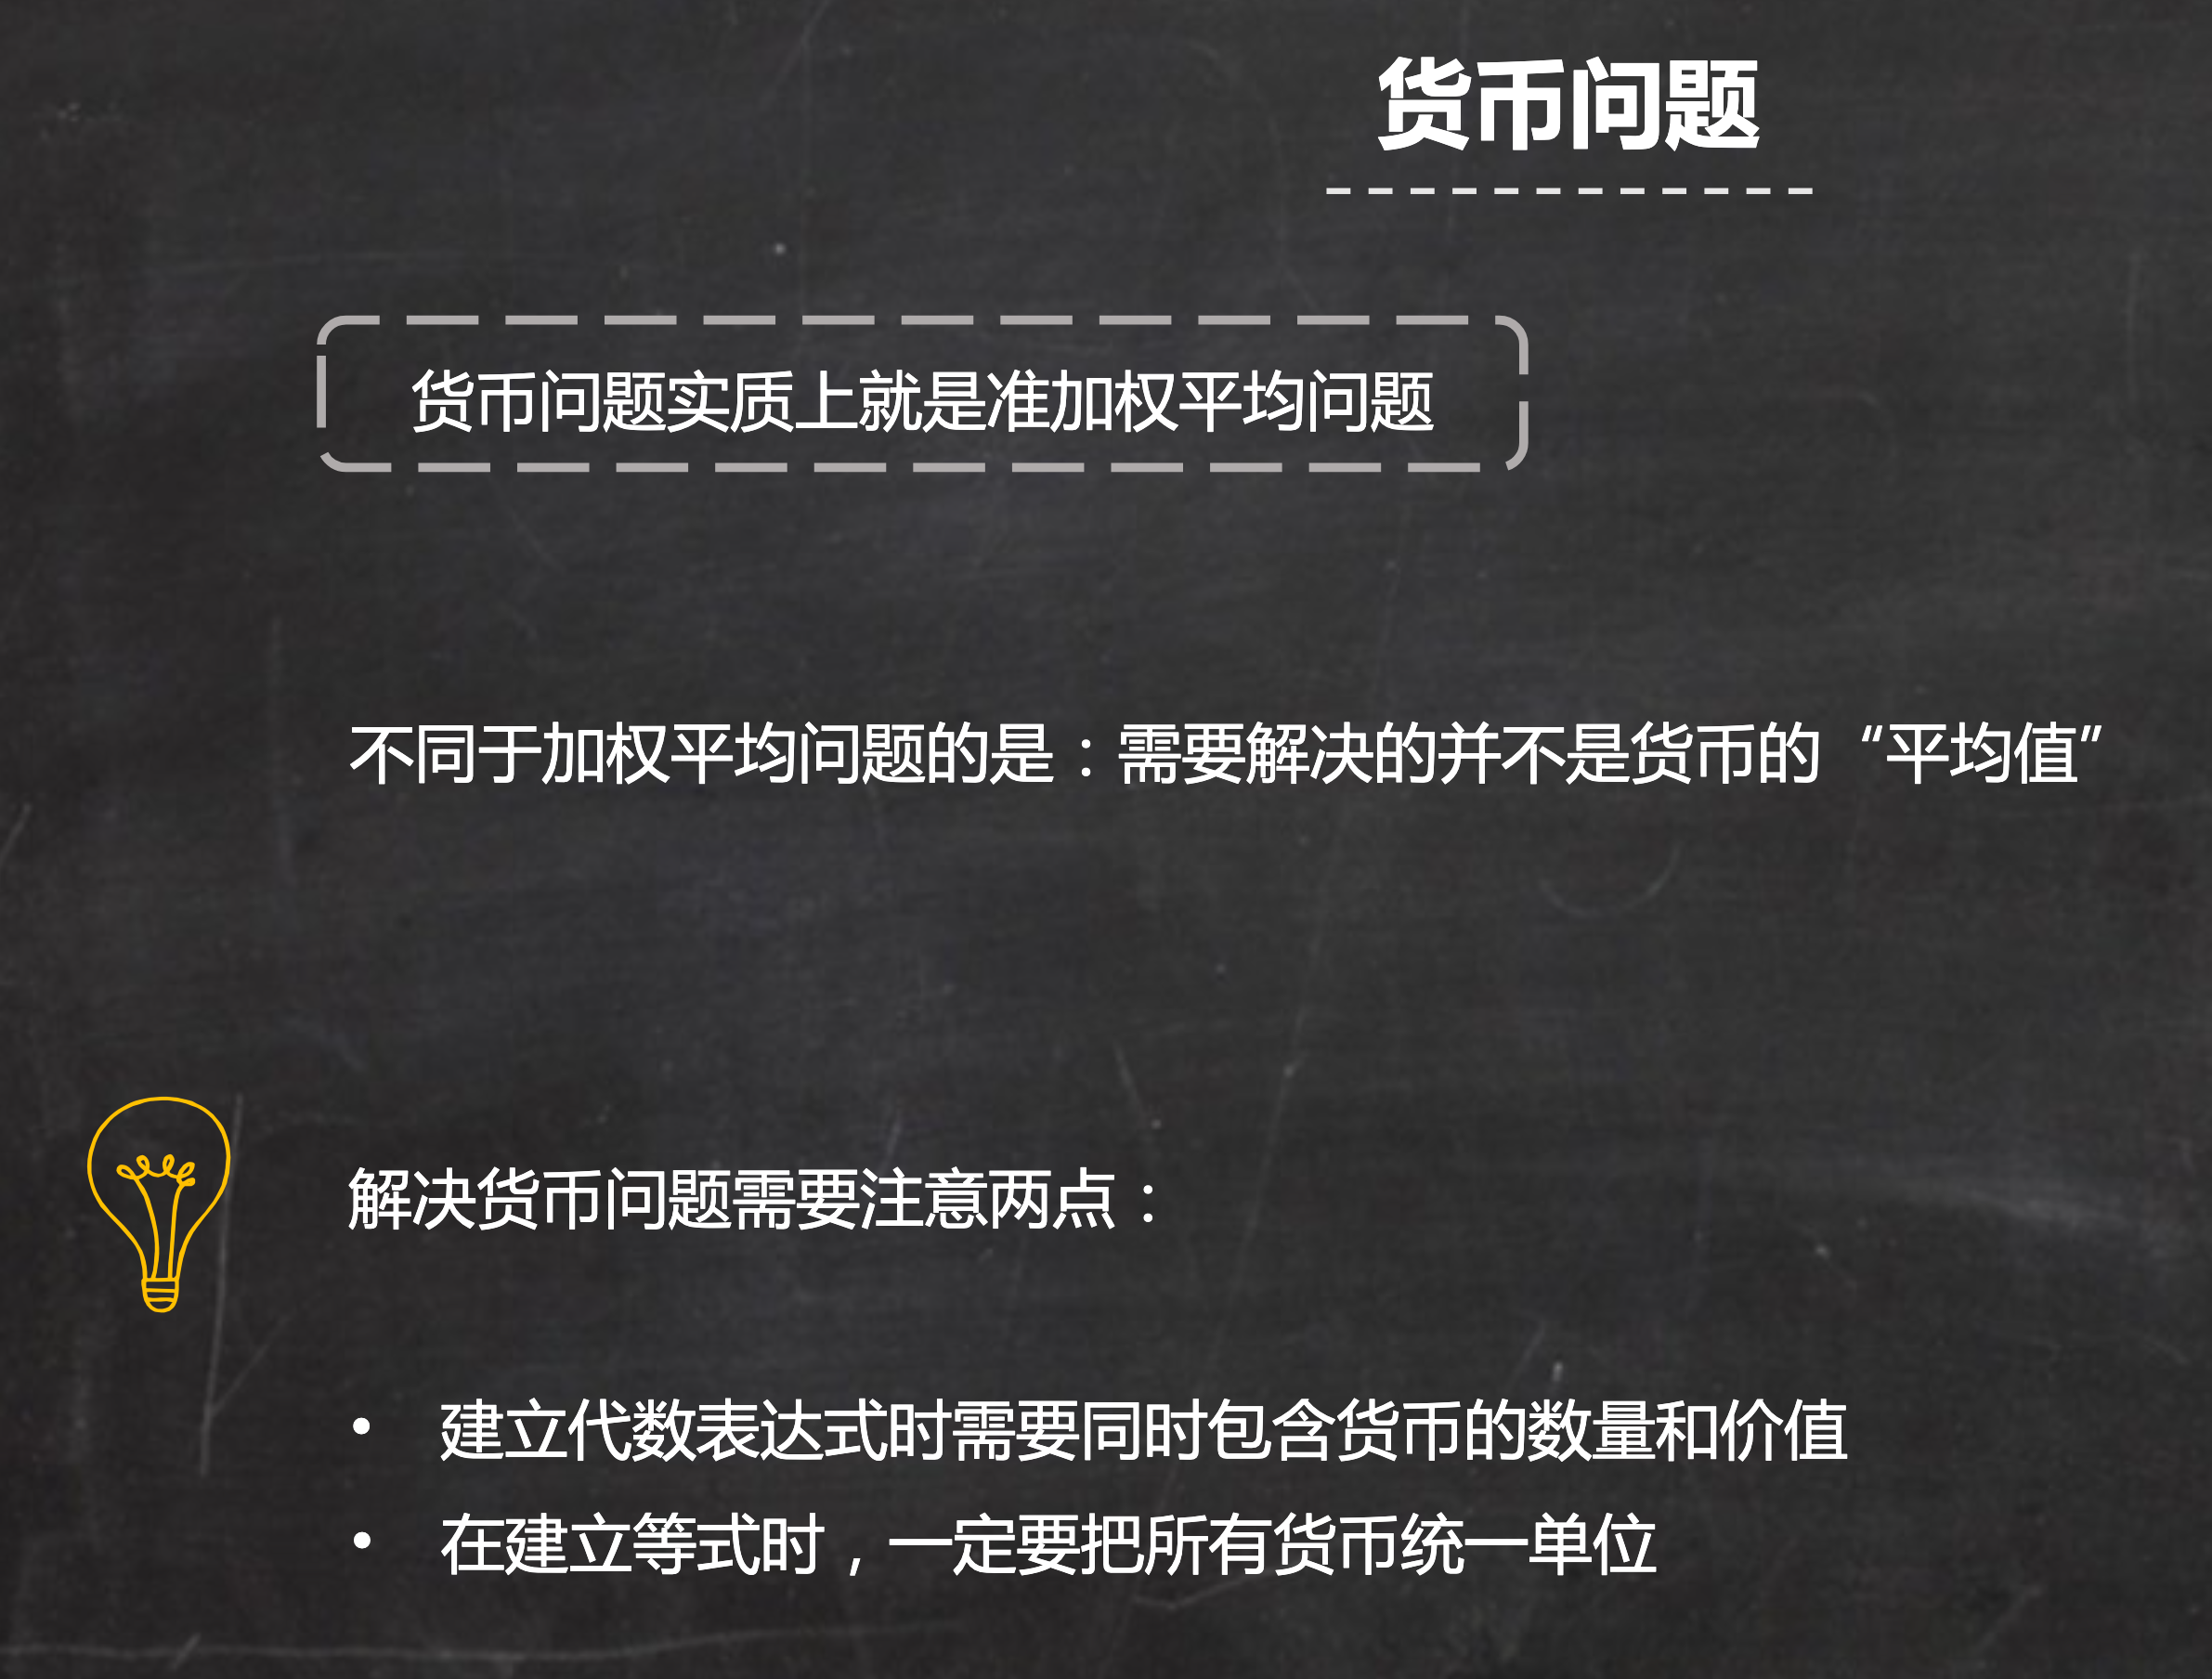 货币问题
货币问题实质上就是准加权平均问题
不同于加权平均问题的是：需要解决的并不是货币的“平均值”
解决货币问题需要注意两点：
• 建立代数表达式时需要同时包含货币的数量和价值
• 在建立等式时，一定要把所有货币统一单位